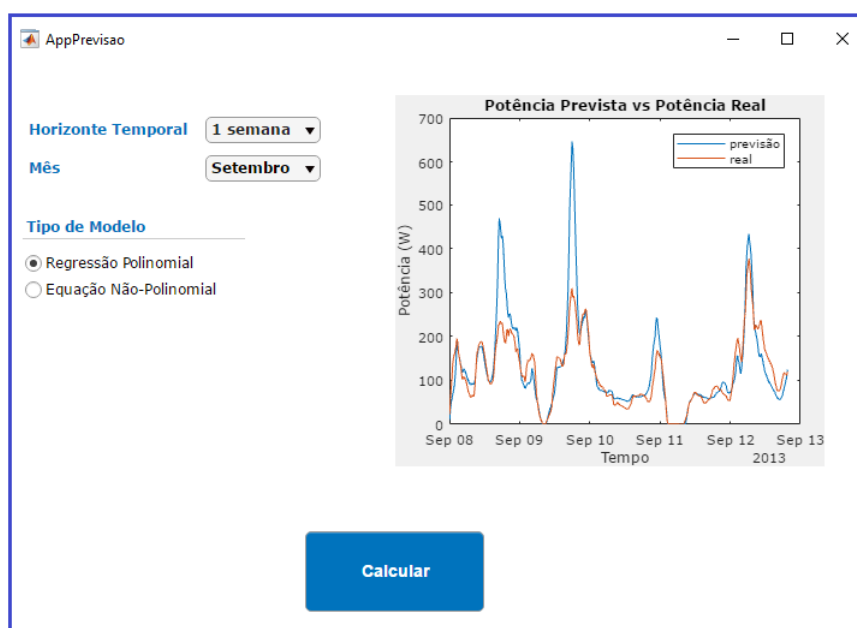 AppPrevisao
Horizonte Temporal
1 semana
Mês
Setembro
Tipo de Modelo
Regressão Polinomial
Equação Não-Polinomial
Potência Prevista vs Potência Real
previsão
real
Potência (W)
700
600
500
400
300
200
100
0
Sep 08 Sep 09 Sep 10 Sep 11 Sep 12 Sep 13
Tempo
2013
Calcular